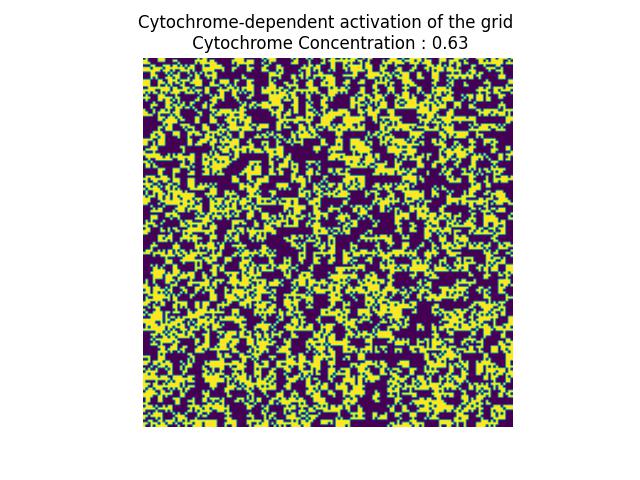 Cytochrome-dependent activation of the grid
Cytochrome Concentration : 0.63